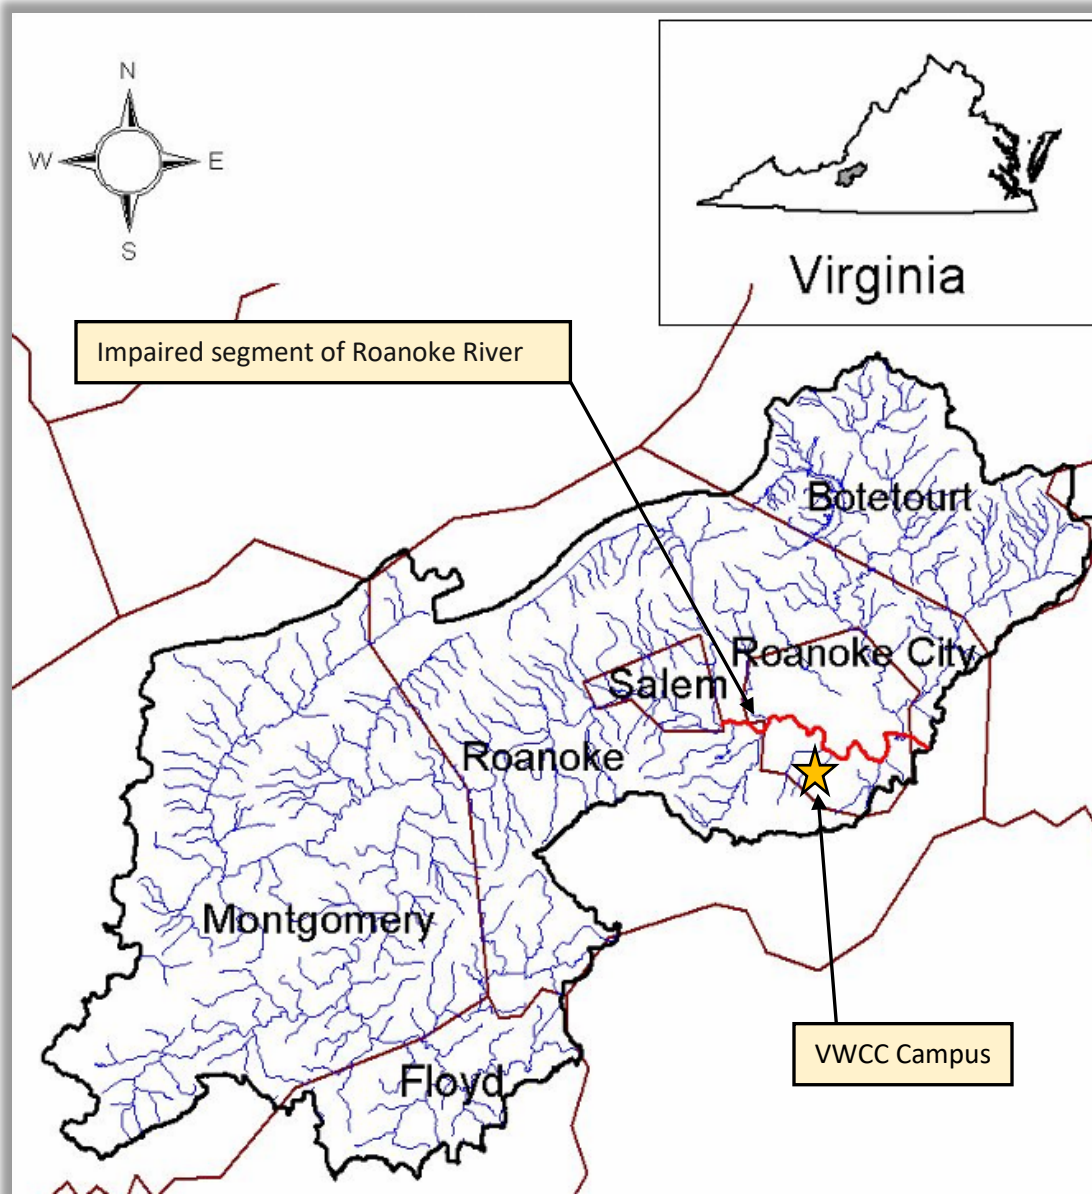 N
W E
S
Virginia
Impaired segment of Roanoke River
Botetourt
Roanoke City
Salem
Roanoke
Montgomery
VWCC Campus
Floyd